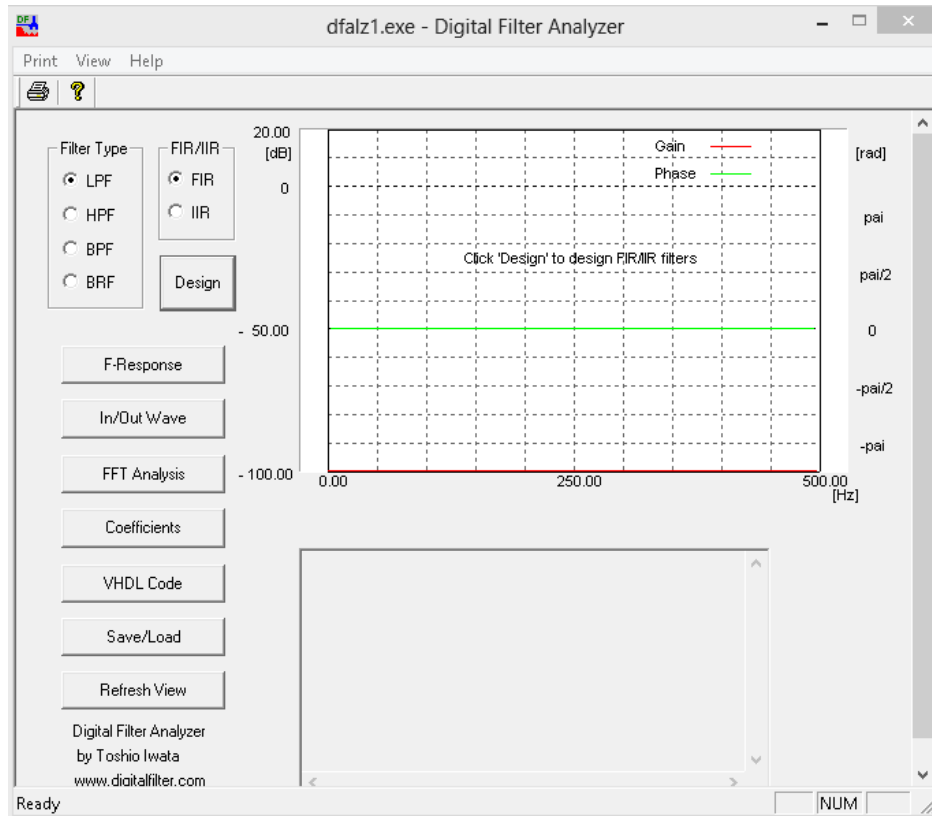 dfalz1.exe - Digital Filter Analyzer
Print View Help
Filter Type
LPF
HPF
BPF
BRF
FIR/IIR
FIR
IIR
Design
F-Response
In/Out Wave
FFT Analysis
Coefficients
VHDL Code
Save/Load
Refresh View
Digital Filter Analyzer
by Toshio Iwata
www.digitalfilter.com
20.00
[dB]
0
- 50.00
- 100.00
Gain
Phase
Click 'Design' to design FIR/IIR filters
[rad]
pai
pai/2
0
-pai/2
-pai
0.00 250.00 500.00
[Hz]
Ready NUM